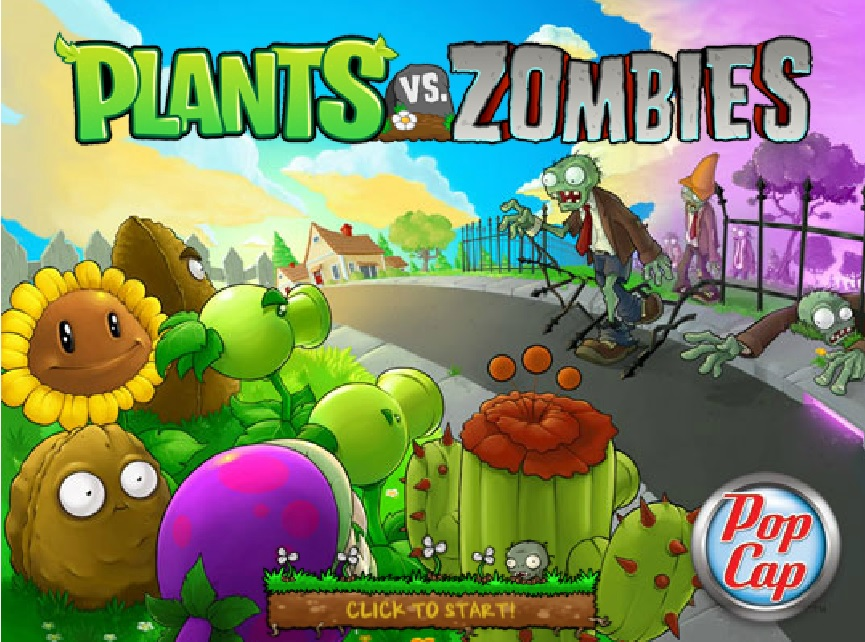 PLANTS VS. ZOMBIES
Pop
Cap
CLICK TO START!